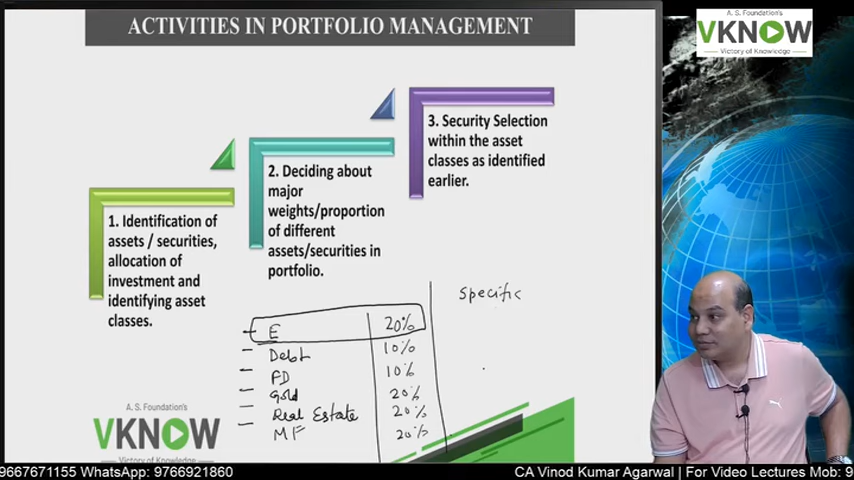 ACTIVITIES IN PORTFOLIO MANAGEMENT
A. S. Foundation's
VKNOW
Victory of Knowledge
3. Security Selection
within the asset
classes as identified
earlier.
2. Deciding about
major
weights/proportion
of different
assets/securities in
portfolio.
1. Identification of
assets / securities,
allocation of
investment and
identifying asset
classes.
Specific
E 20%
Debt 10%
FD 10%
Gold 20%
Real Estate 20%
MF 20%
A. S. Foundation's
VKNOW
Victory of Knowledge
9667671155 WhatsApp: 9766921860
CA Vinod Kumar Agarwal | For Video Lectures Mob: 9